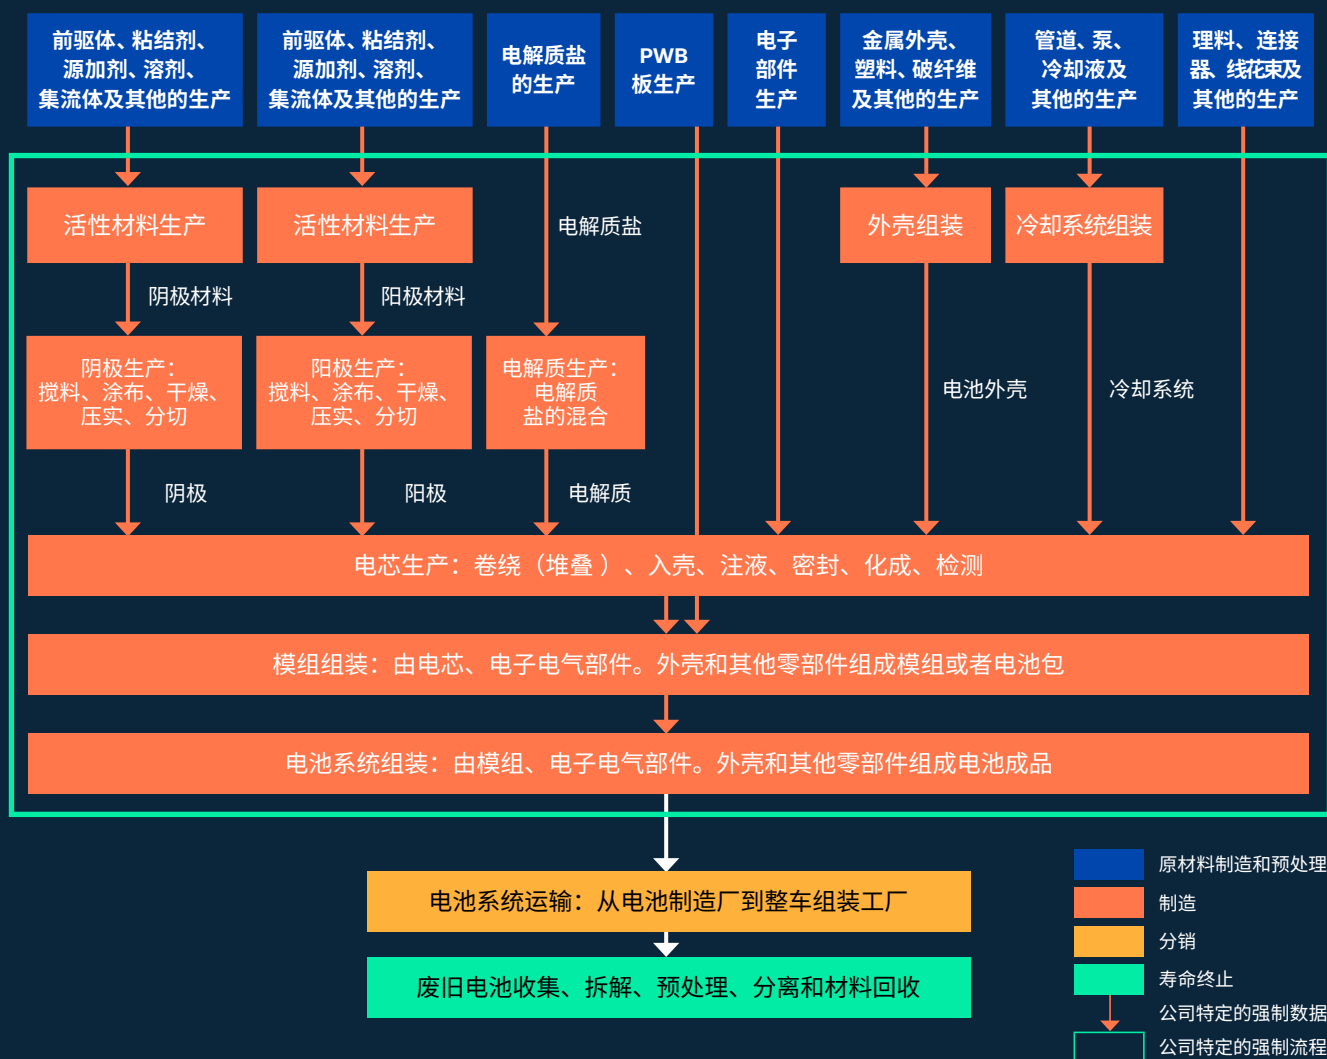 前驱体、粘结剂、
源加剂、溶剂、
集流体及其他的生产
前驱体、粘结剂、
源加剂、溶剂、
集流体及其他的生产
电解质盐
的生产
PWB
板生产
电子
部件
生产
金属外壳、
塑料、破纤维
及其他的生产
管道、泵、
冷却液及
其他的生产
理料、连接
器、线花束及
其他的生产
活性材料生产
活性材料生产
电解质盐
外壳组装
冷却系统组装
阴极材料
阳极材料
阴极生产：
搅料、涂布、干燥、
压实、分切
阳极生产：
搅料、涂布、干燥、
压实、分切
电解质生产：
电解质
盐的混合
电池外壳
冷却系统
阴极
阳极
电解质
电芯生产：卷绕（堆叠 ）、入壳、注液、密封、化成、检测
模组组装：由电芯、电子电气部件。外壳和其他零部件组成模组或者电池包
电池系统组装：由模组、电子电气部件。外壳和其他零部件组成电池成品
电池系统运输：从电池制造厂到整车组装工厂
废旧电池收集、拆解、预处理、分离和材料回收
原材料制造和预处理
制造
分销
寿命终止
公司特定的强制数据
公司特定的强制流程